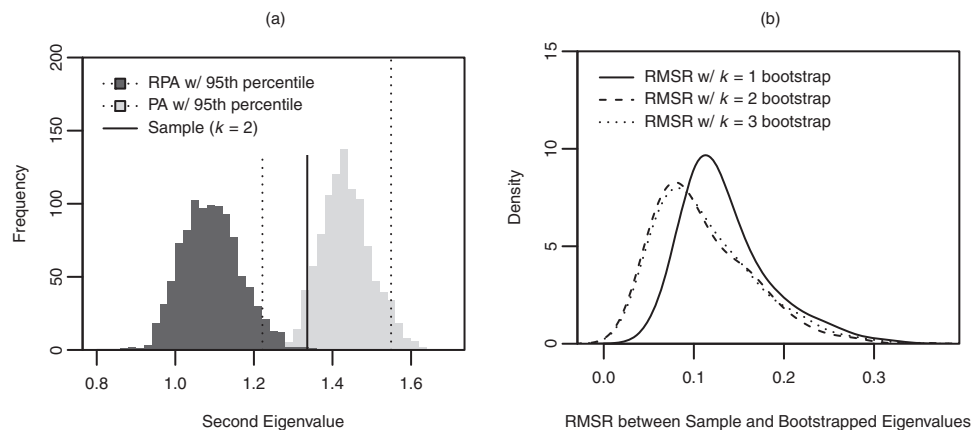 (a)
200
150
100
50
0
Frequency
RPA w/ 95th percentile
PA w/ 95th percentile
Sample (k = 2)
0.8 1.0 1.2 1.4 1.6
Second Eigenvalue
(b)
15
10
5
0
Density
RMSR w/ k = 1 bootstrap
RMSR w/ k = 2 bootstrap
RMSR w/ k = 3 bootstrap
0.0 0.1 0.2 0.3
RMSR between Sample and Bootstrapped Eigenvalues